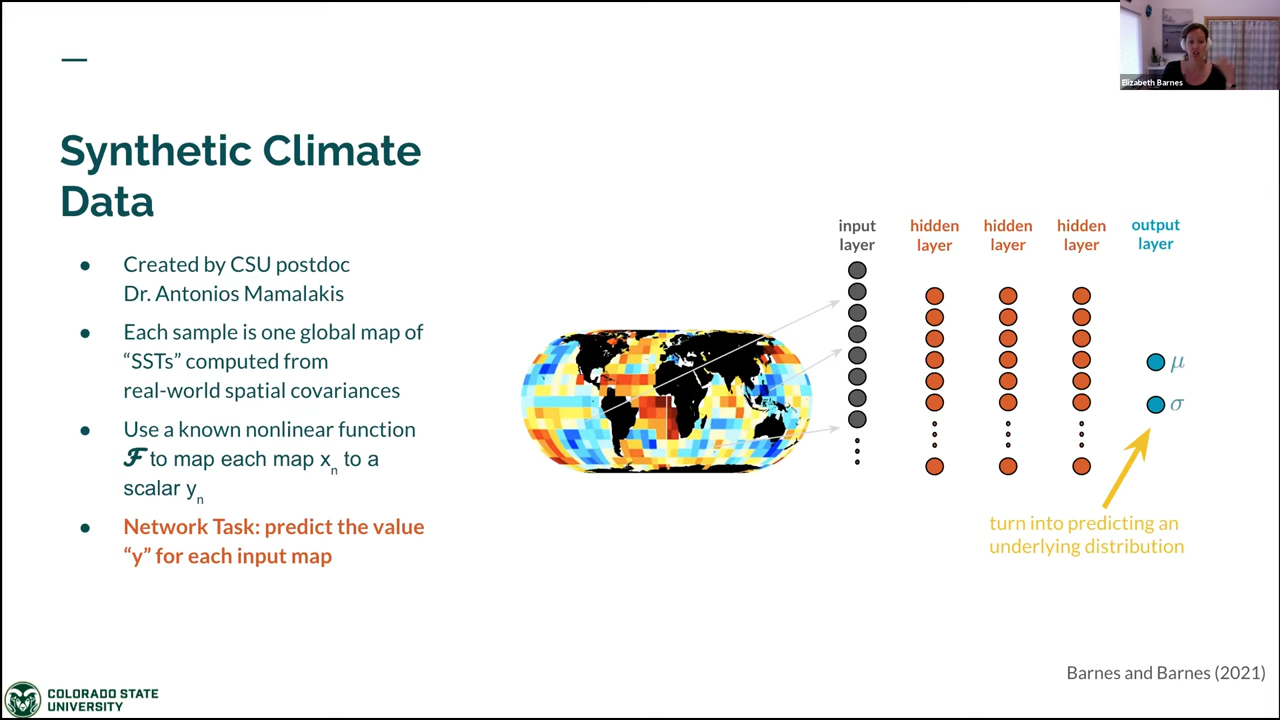 Elizabeth Barnes
Synthetic Climate
Data
● Created by CSU postdoc
Dr. Antonios Mamalakis
● Each sample is one global map of
“SSTs” computed from
real-world spatial covariances
● Use a known nonlinear function
𝓕 to map each map xₙ to a
scalar yₙ
● Network Task: predict the value
“y” for each input map
input
layer
hidden
layer
hidden
layer
hidden
layer
output
layer
μ
σ
turn into predicting an
underlying distribution
Barnes and Barnes (2021)
COLORADO STATE
UNIVERSITY